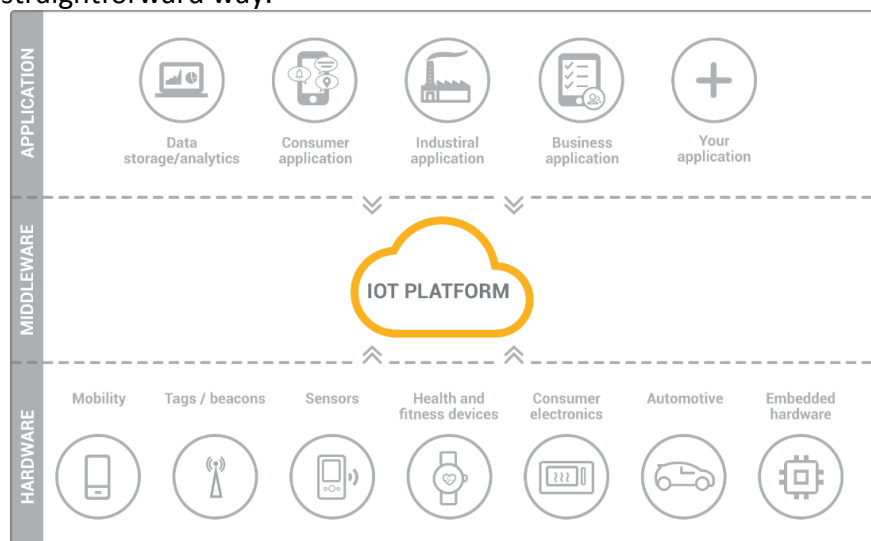 straightforward way.
APPLICATION
Data
storage/analytics
Consumer
application
Industiral
application
Business
application
Your
application
MIDDLEWARE
IOT PLATFORM
HARDWARE
Mobility
Tags / beacons
Sensors
Health and
fitness devices
Consumer
electronics
Automotive
Embedded
hardware